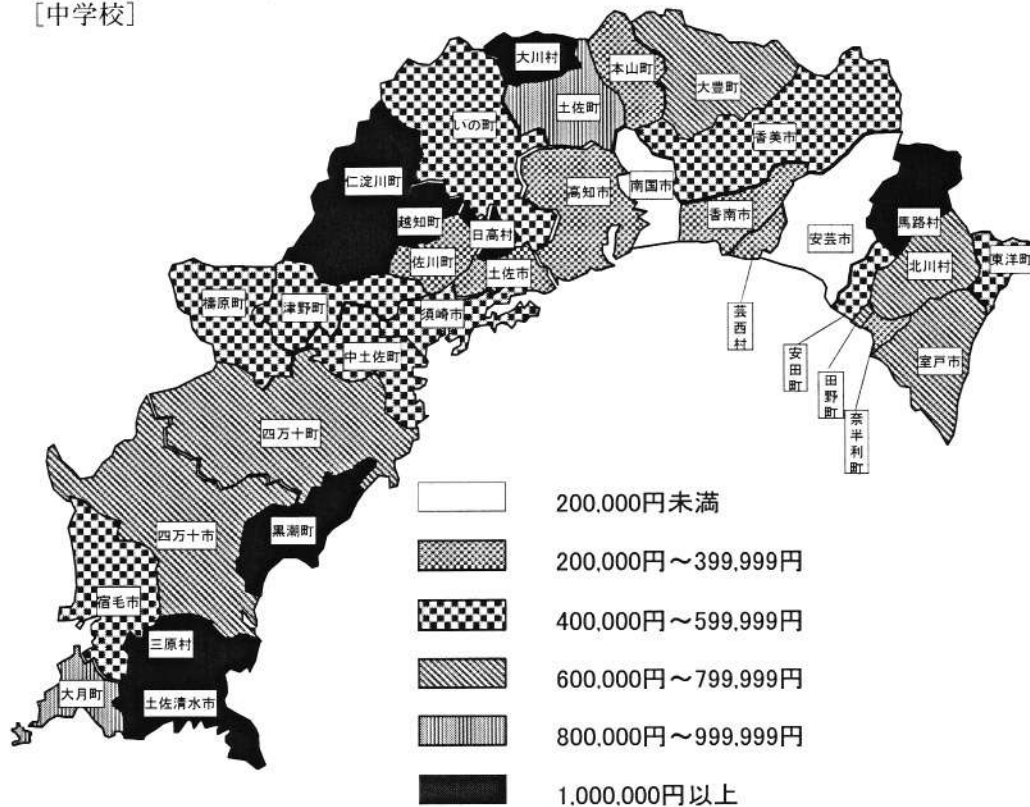 [中学校]
大川村
本山町
大豊町
土佐町
いの町
香美市
仁淀川町
高知市
南国市
越知町
日高村
香南市
馬路村
安芸市
佐川町
土佐市
北川村
東洋町
梼原町
津野町
須崎市
芸西村
中土佐町
安田町
田野町
奈半利町
室戸市
四万十町
四万十市
黒潮町
宿毛市
三原村
大月町
土佐清水市
200,000円未満
200,000円～399,999円
400,000円～599,999円
600,000円～799,999円
800,000円～999,999円
1,000,000円以上